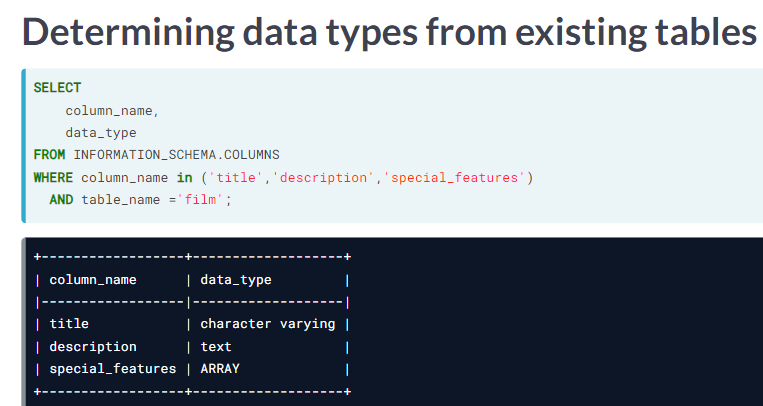 Determining data types from existing tables
SELECT
    column_name,
    data_type
FROM INFORMATION_SCHEMA.COLUMNS
WHERE column_name in ('title','description','special_features')
  AND table_name ='film';
+------------------+-------------------+
| column_name      | data_type         |
|------------------|-------------------|
| title            | character varying |
| description      | text              |
| special_features | ARRAY             |
+------------------+-------------------+